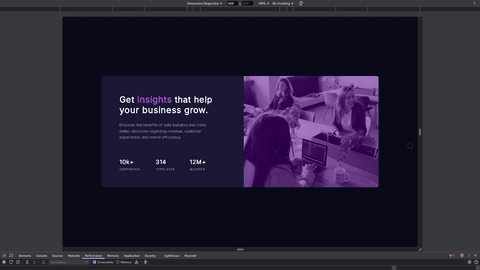 Dimensions: Responsive
100%
No throttling
Get insights that help
your business grow.
Discover the benefits of data analytics and make
better decisions regarding revenue, customer
experience, and overall efficiency.
10k+ 314 12M+
COMPANIES TEMPLATES QUERIES
Elements Console Sources Network Performance Memory Application Security Lighthouse Recorder
Screenshots Memory